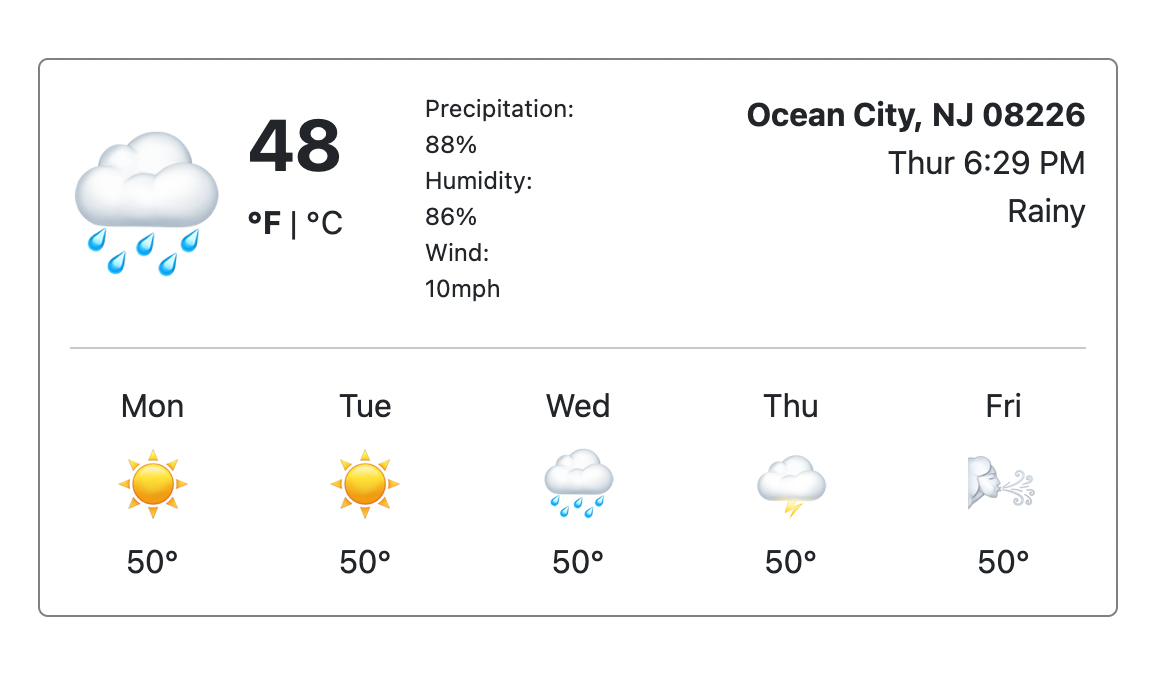 48
°F | °C
Precipitation:
88%
Humidity:
86%
Wind:
10mph
Ocean City, NJ 08226
Thur 6:29 PM
Rainy
Mon Tue Wed Thu Fri
50° 50° 50° 50° 50°